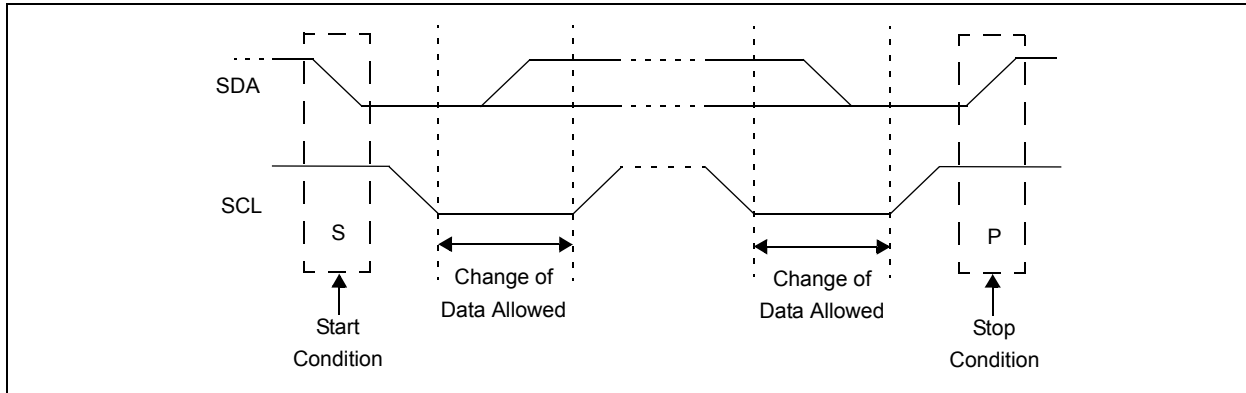 SDA
SCL
S
P
Change of
Data Allowed
Change of
Data Allowed
Start
Condition
Stop
Condition